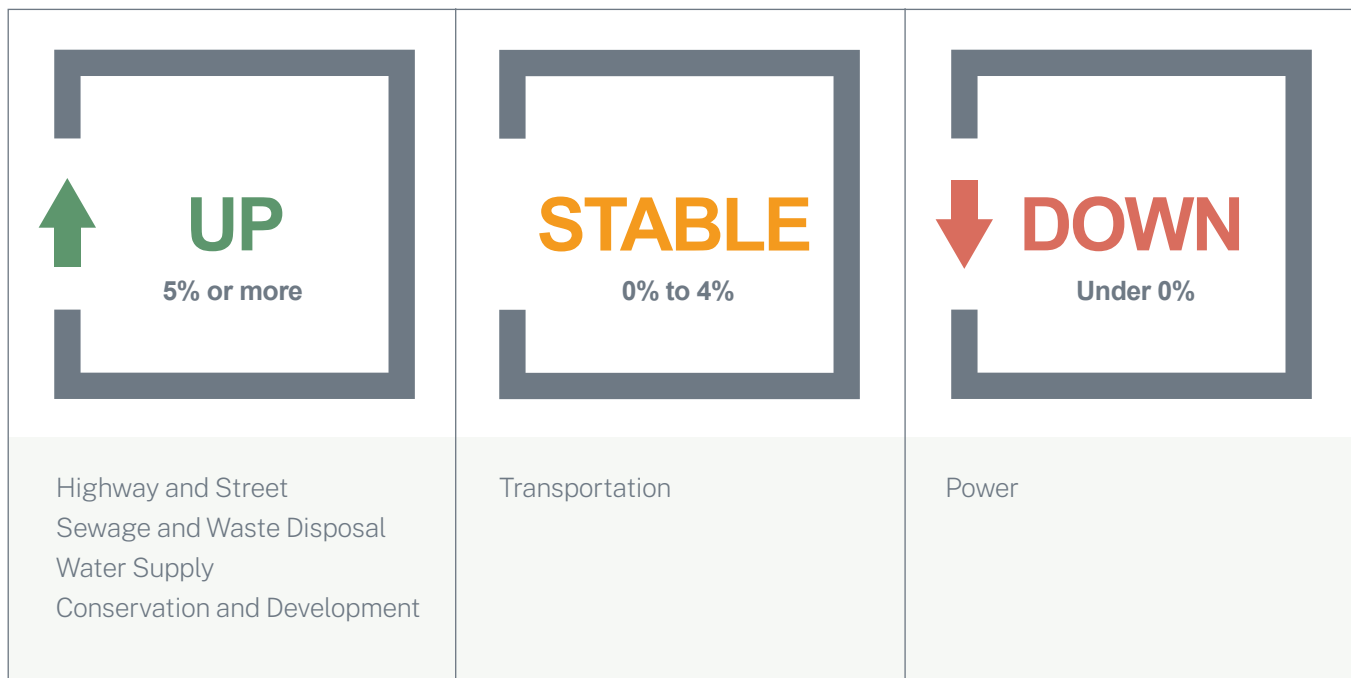 UP
5% or more
Highway and Street
Sewage and Waste Disposal
Water Supply
Conservation and Development
STABLE
0% to 4%
Transportation
DOWN
Under 0%
Power